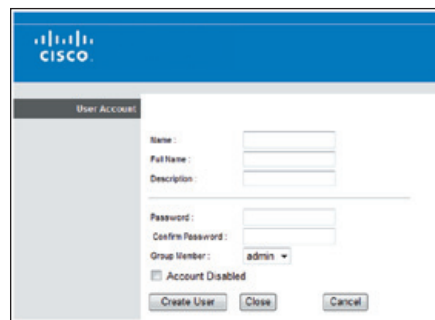 CISCO.
User Account
Name :
Full Name :
Description :
Password :
Confirm Password :
Group Member :
admin
Account Disabled
Create User
Close
Cancel